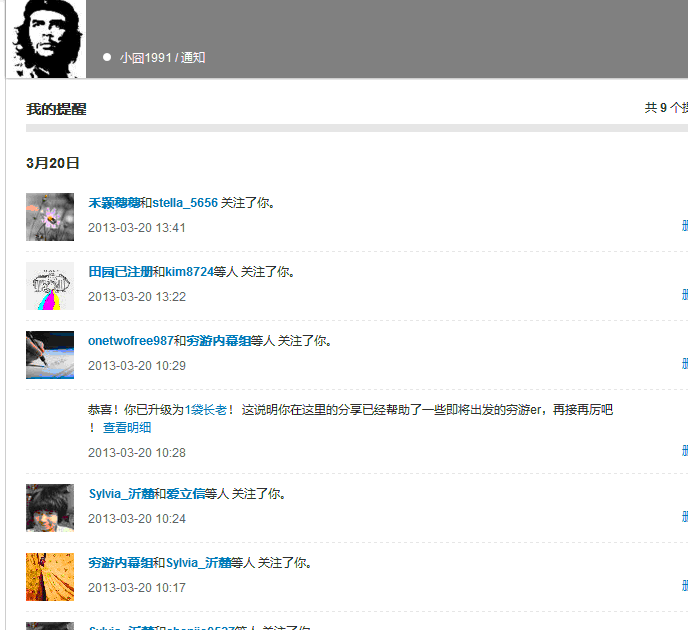 小囧1991 / 通知
我的提醒
共 9 个
3月20日
禾颖穗穗和stella_5656 关注了你。
2013-03-20 13:41
田园已注册和kim8724等人 关注了你。
2013-03-20 13:22
onetwofree987和穷游内幕组等人 关注了你。
2013-03-20 10:29
恭喜！你已升级为1袋长老！ 这说明你在这里的分享已经帮助了一些即将出发的穷游er，再接再厉吧
！ 查看明细
2013-03-20 10:28
Sylvia_沂麓和爱立信等人 关注了你。
2013-03-20 10:24
穷游内幕组和Sylvia_沂麓等人 关注了你。
2013-03-20 10:17